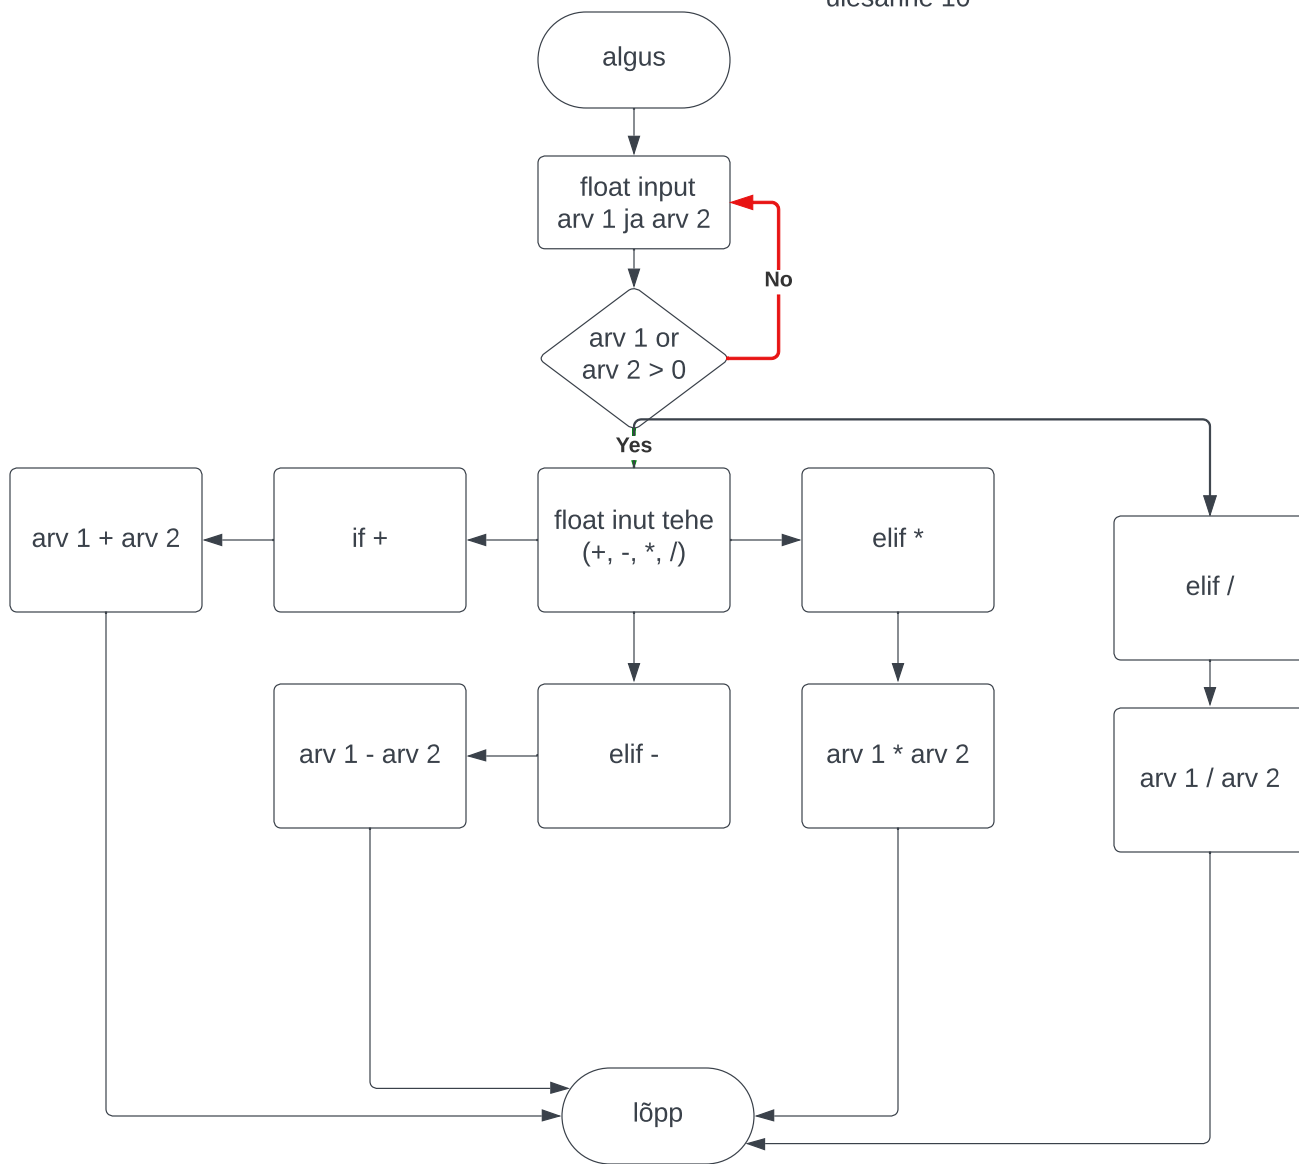 ülesanne 10
algus
float input
arv 1 ja arv 2
No
arv 1 or
arv 2 > 0
Yes
arv 1 + arv 2
if +
float inut tehe
(+, -, *, /)
elif *
elif /
arv 1 - arv 2
elif -
arv 1 * arv 2
arv 1 / arv 2
lõpp